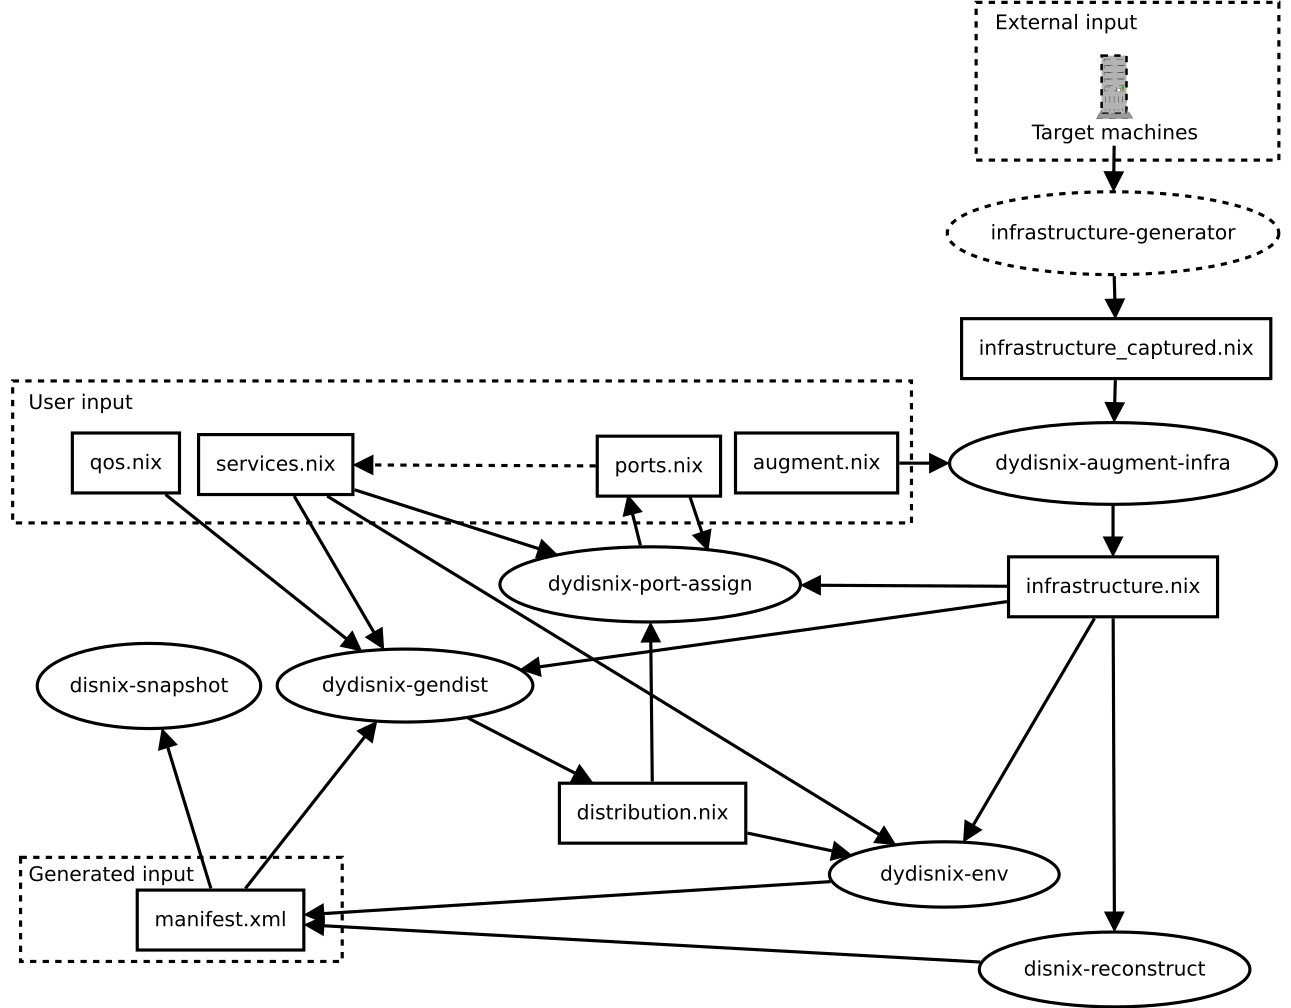 External input
Target machines
infrastructure-generator
infrastructure_captured.nix
User input
qos.nix
services.nix
ports.nix
augment.nix
dydisnix-augment-infra
dydisnix-port-assign
infrastructure.nix
disnix-snapshot
dydisnix-gendist
distribution.nix
dydisnix-env
Generated input
manifest.xml
disnix-reconstruct